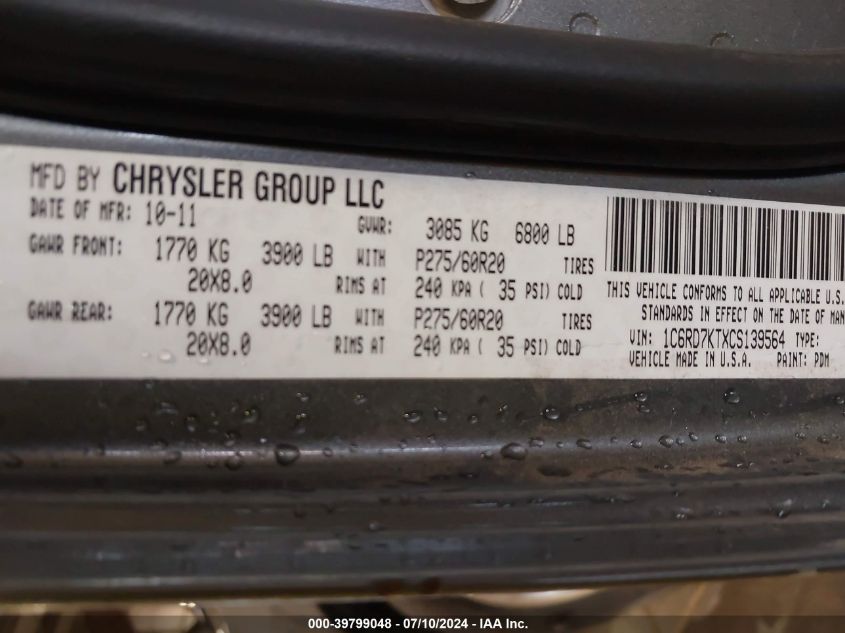 MFD BY CHRYSLER GROUP LLC
DATE OF MFR: 10-11 GVWR: 3085 KG 6800 LB
GAWR FRONT: 1770 KG 3900 LB WITH P275/60R20 TIRES
20X8.0 RIMS AT 240 KPA ( 35 PSI) COLD
GAWR REAR: 1770 KG 3900 LB WITH P275/60R20 TIRES
20X8.0 RIMS AT 240 KPA ( 35 PSI) COLD
THIS VEHICLE CONFORMS TO ALL APPLICABLE U.S.
STANDARDS IN EFFECT ON THE DATE OF MAN
VIN: 1C6RD7KTXCS139564 TYPE:
VEHICLE MADE IN U.S.A. PAINT: PDM
000-39799048 - 07/10/2024 - IAA Inc.